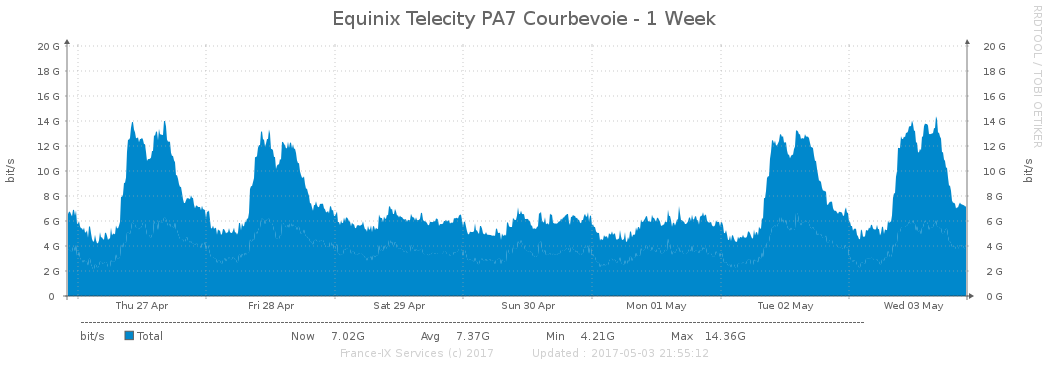 Equinix Telecity PA7 Courbevoie - 1 Week
RRDTOOL / TOBI OETIKER
bit/s
20 G 20 G
18 G 18 G
16 G 16 G
14 G 14 G
12 G 12 G
10 G 10 G
8 G 8 G
6 G 6 G
4 G 4 G
2 G 2 G
0 0 G
bit/s
Thu 27 Apr Fri 28 Apr Sat 29 Apr Sun 30 Apr Mon 01 May Tue 02 May Wed 03 May
bit/s Total Now 7.02G Avg 7.37G Min 4.21G Max 14.36G
France-IX Services (c) 2017 Updated : 2017-05-03 21:55:12